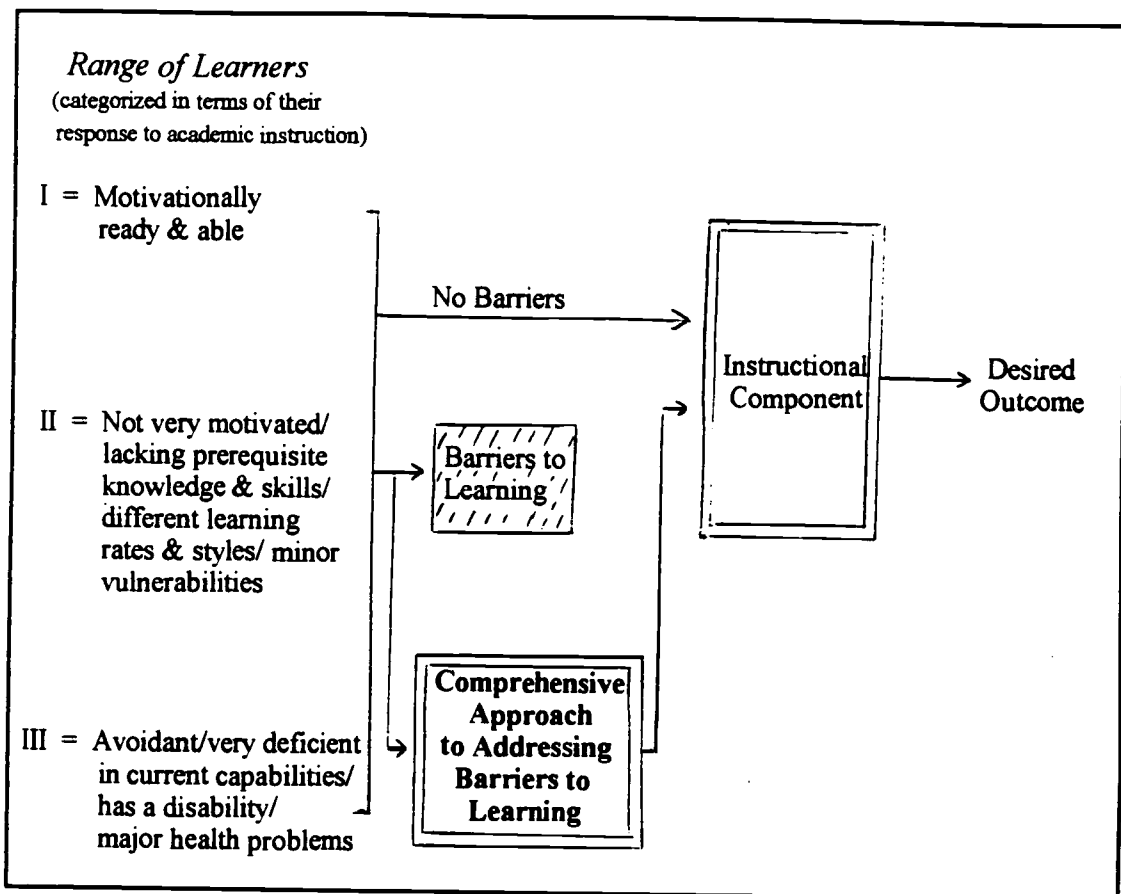 Range of Learners
(categorized in terms of their
response to academic instruction)
I = Motivationally
ready & able
No Barriers
Instructional
Component
Desired
Outcome
II = Not very motivated/
lacking prerequisite
knowledge & skills/
different learning
rates & styles/ minor
vulnerabilities
Barriers to
Learning
Comprehensive
Approach
to Addressing
Barriers to
Learning
III = Avoidant/very deficient
in current capabilities/
has a disability/
major health problems